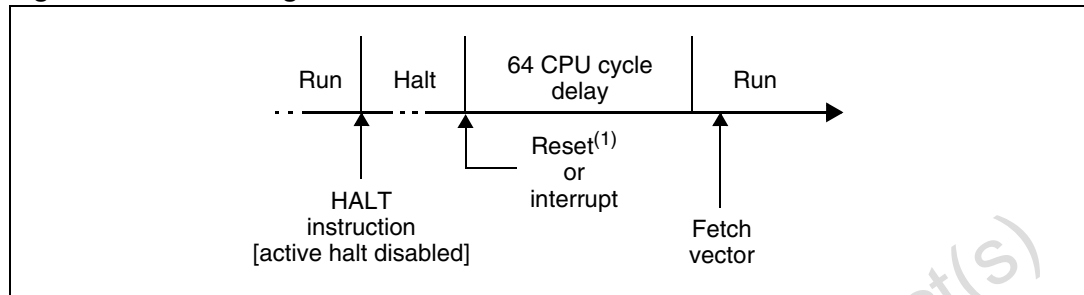 Run
Halt
64 CPU cycle
delay
Run
Reset(1)
or
interrupt
HALT
instruction
[active halt disabled]
Fetch
vector